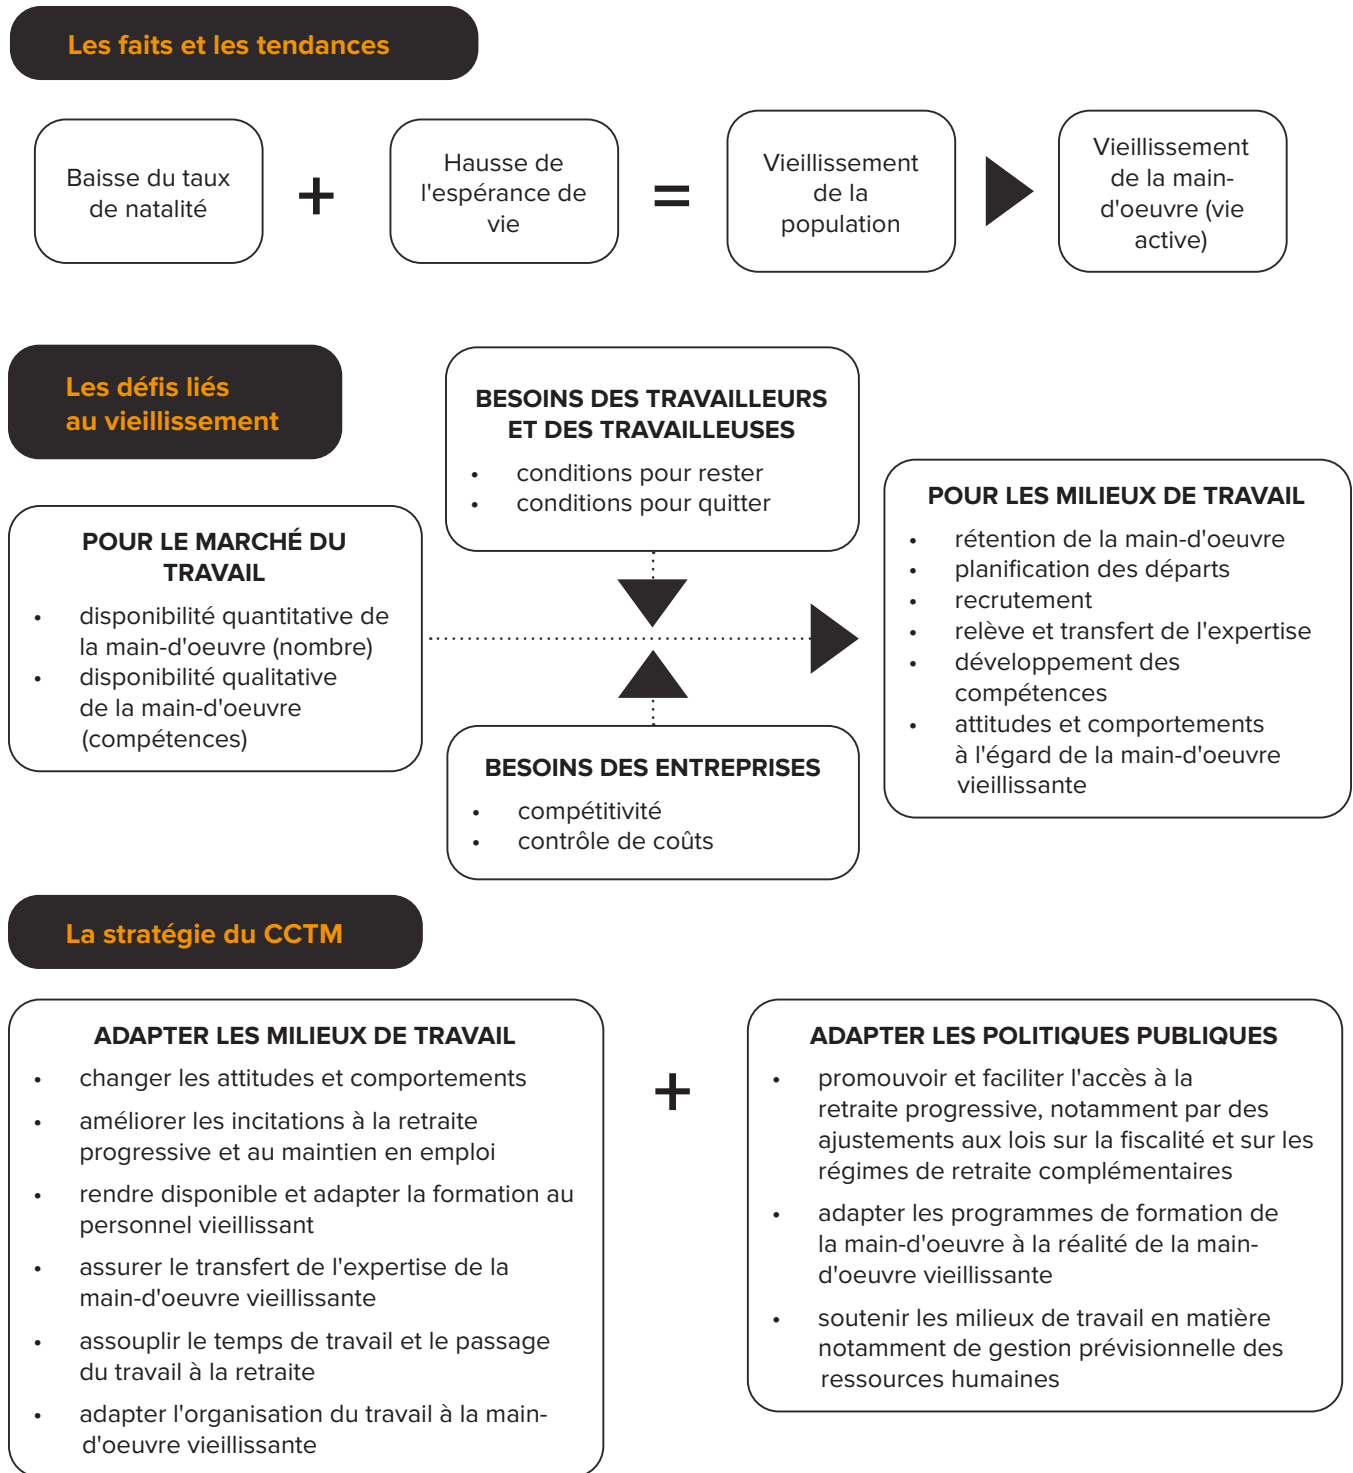 Les faits et les tendances
Baisse du taux
de natalité
+
Hausse de
l'espérance de
vie
=
Vieillissement
de la
population
Vieillissement
de la main-
d'oeuvre (vie
active)
Les défis liés
au vieillissement
BESOINS DES TRAVAILLEURS
ET DES TRAVAILLEUSES
• conditions pour rester
• conditions pour quitter
POUR LE MARCHÉ DU
TRAVAIL
• disponibilité quantitative de
la main-d'oeuvre (nombre)
• disponibilité qualitative
de la main-d'oeuvre
(compétences)
BESOINS DES ENTREPRISES
• compétitivité
• contrôle de coûts
POUR LES MILIEUX DE TRAVAIL
• rétention de la main-d'oeuvre
• planification des départs
• recrutement
• relève et transfert de l'expertise
• développement des
compétences
• attitudes et comportements
à l'égard de la main-d'oeuvre
vieillissante
La stratégie du CCTM
ADAPTER LES MILIEUX DE TRAVAIL
• changer les attitudes et comportements
• améliorer les incitations à la retraite
progressive et au maintien en emploi
• rendre disponible et adapter la formation au
personnel vieillissant
• assurer le transfert de l'expertise de la
main-d'oeuvre vieillissante
• assouplir le temps de travail et le passage
du travail à la retraite
• adapter l'organisation du travail à la main-
d'oeuvre vieillissante
+
ADAPTER LES POLITIQUES PUBLIQUES
• promouvoir et faciliter l'accès à la
retraite progressive, notamment par des
ajustements aux lois sur la fiscalité et sur les
régimes de retraite complémentaires
• adapter les programmes de formation de
la main-d'oeuvre à la réalité de la main-
d'oeuvre vieillissante
• soutenir les milieux de travail en matière
notamment de gestion prévisionnelle des
ressources humaines